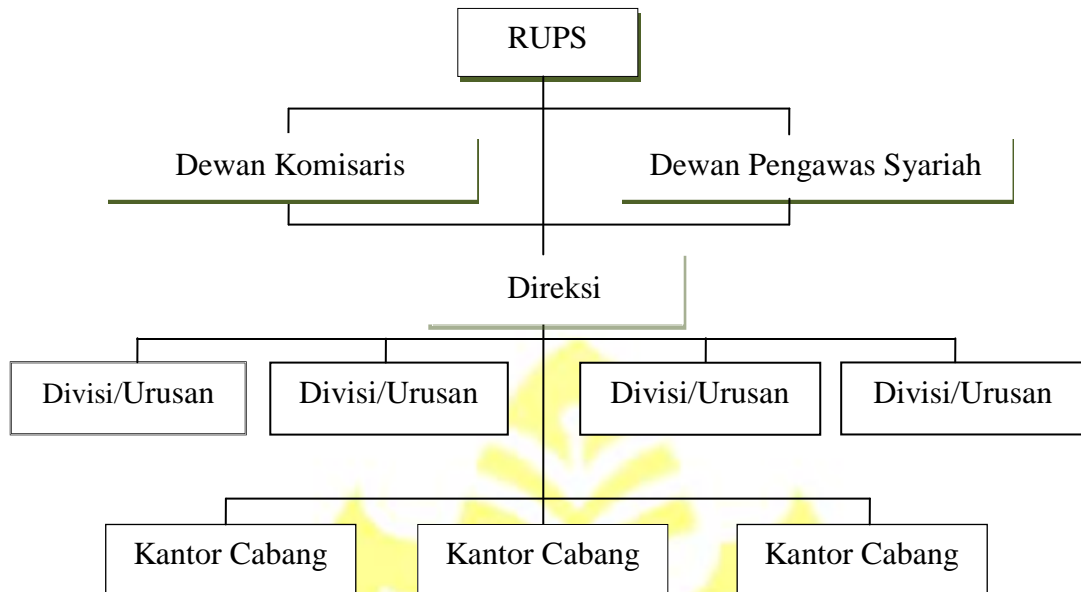 RUPS
Dewan Komisaris
Dewan Pengawas Syariah
Direksi
Divisi/Urusan
Divisi/Urusan
Divisi/Urusan
Divisi/Urusan
Kantor Cabang
Kantor Cabang
Kantor Cabang